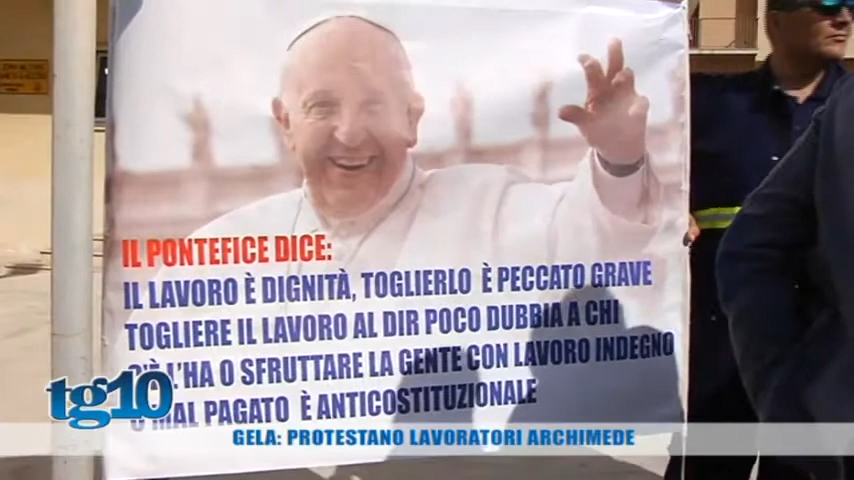 IL PONTEFICE DICE:
IL LAVORO È DIGNITÀ, TOGLIERLO È PECCATO GRAVE
TOGLIERE IL LAVORO AL DIR POCO DUBBIA A CHI
C'È L'HA O SFRUTTARE LA GENTE CON LAVORO INDEGNO
O MAL PAGATO È ANTICOSTITUZIONALE
tg10
GELA: PROTESTANO LAVORATORI ARCHIMEDE